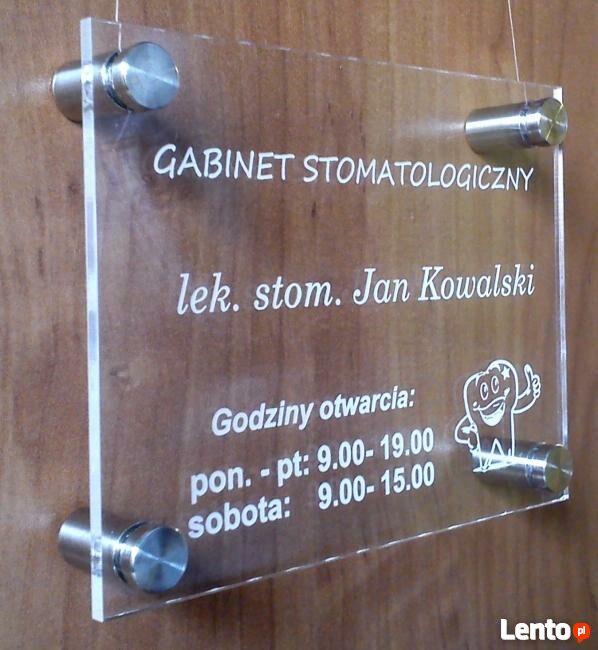 GABINET STOMATOLOGICZNY
lek. stom. Jan Kowalski
Godziny otwarcia:
pon. - pt: 9.00- 19.00
sobota: 9.00- 15.00
Lento.pl